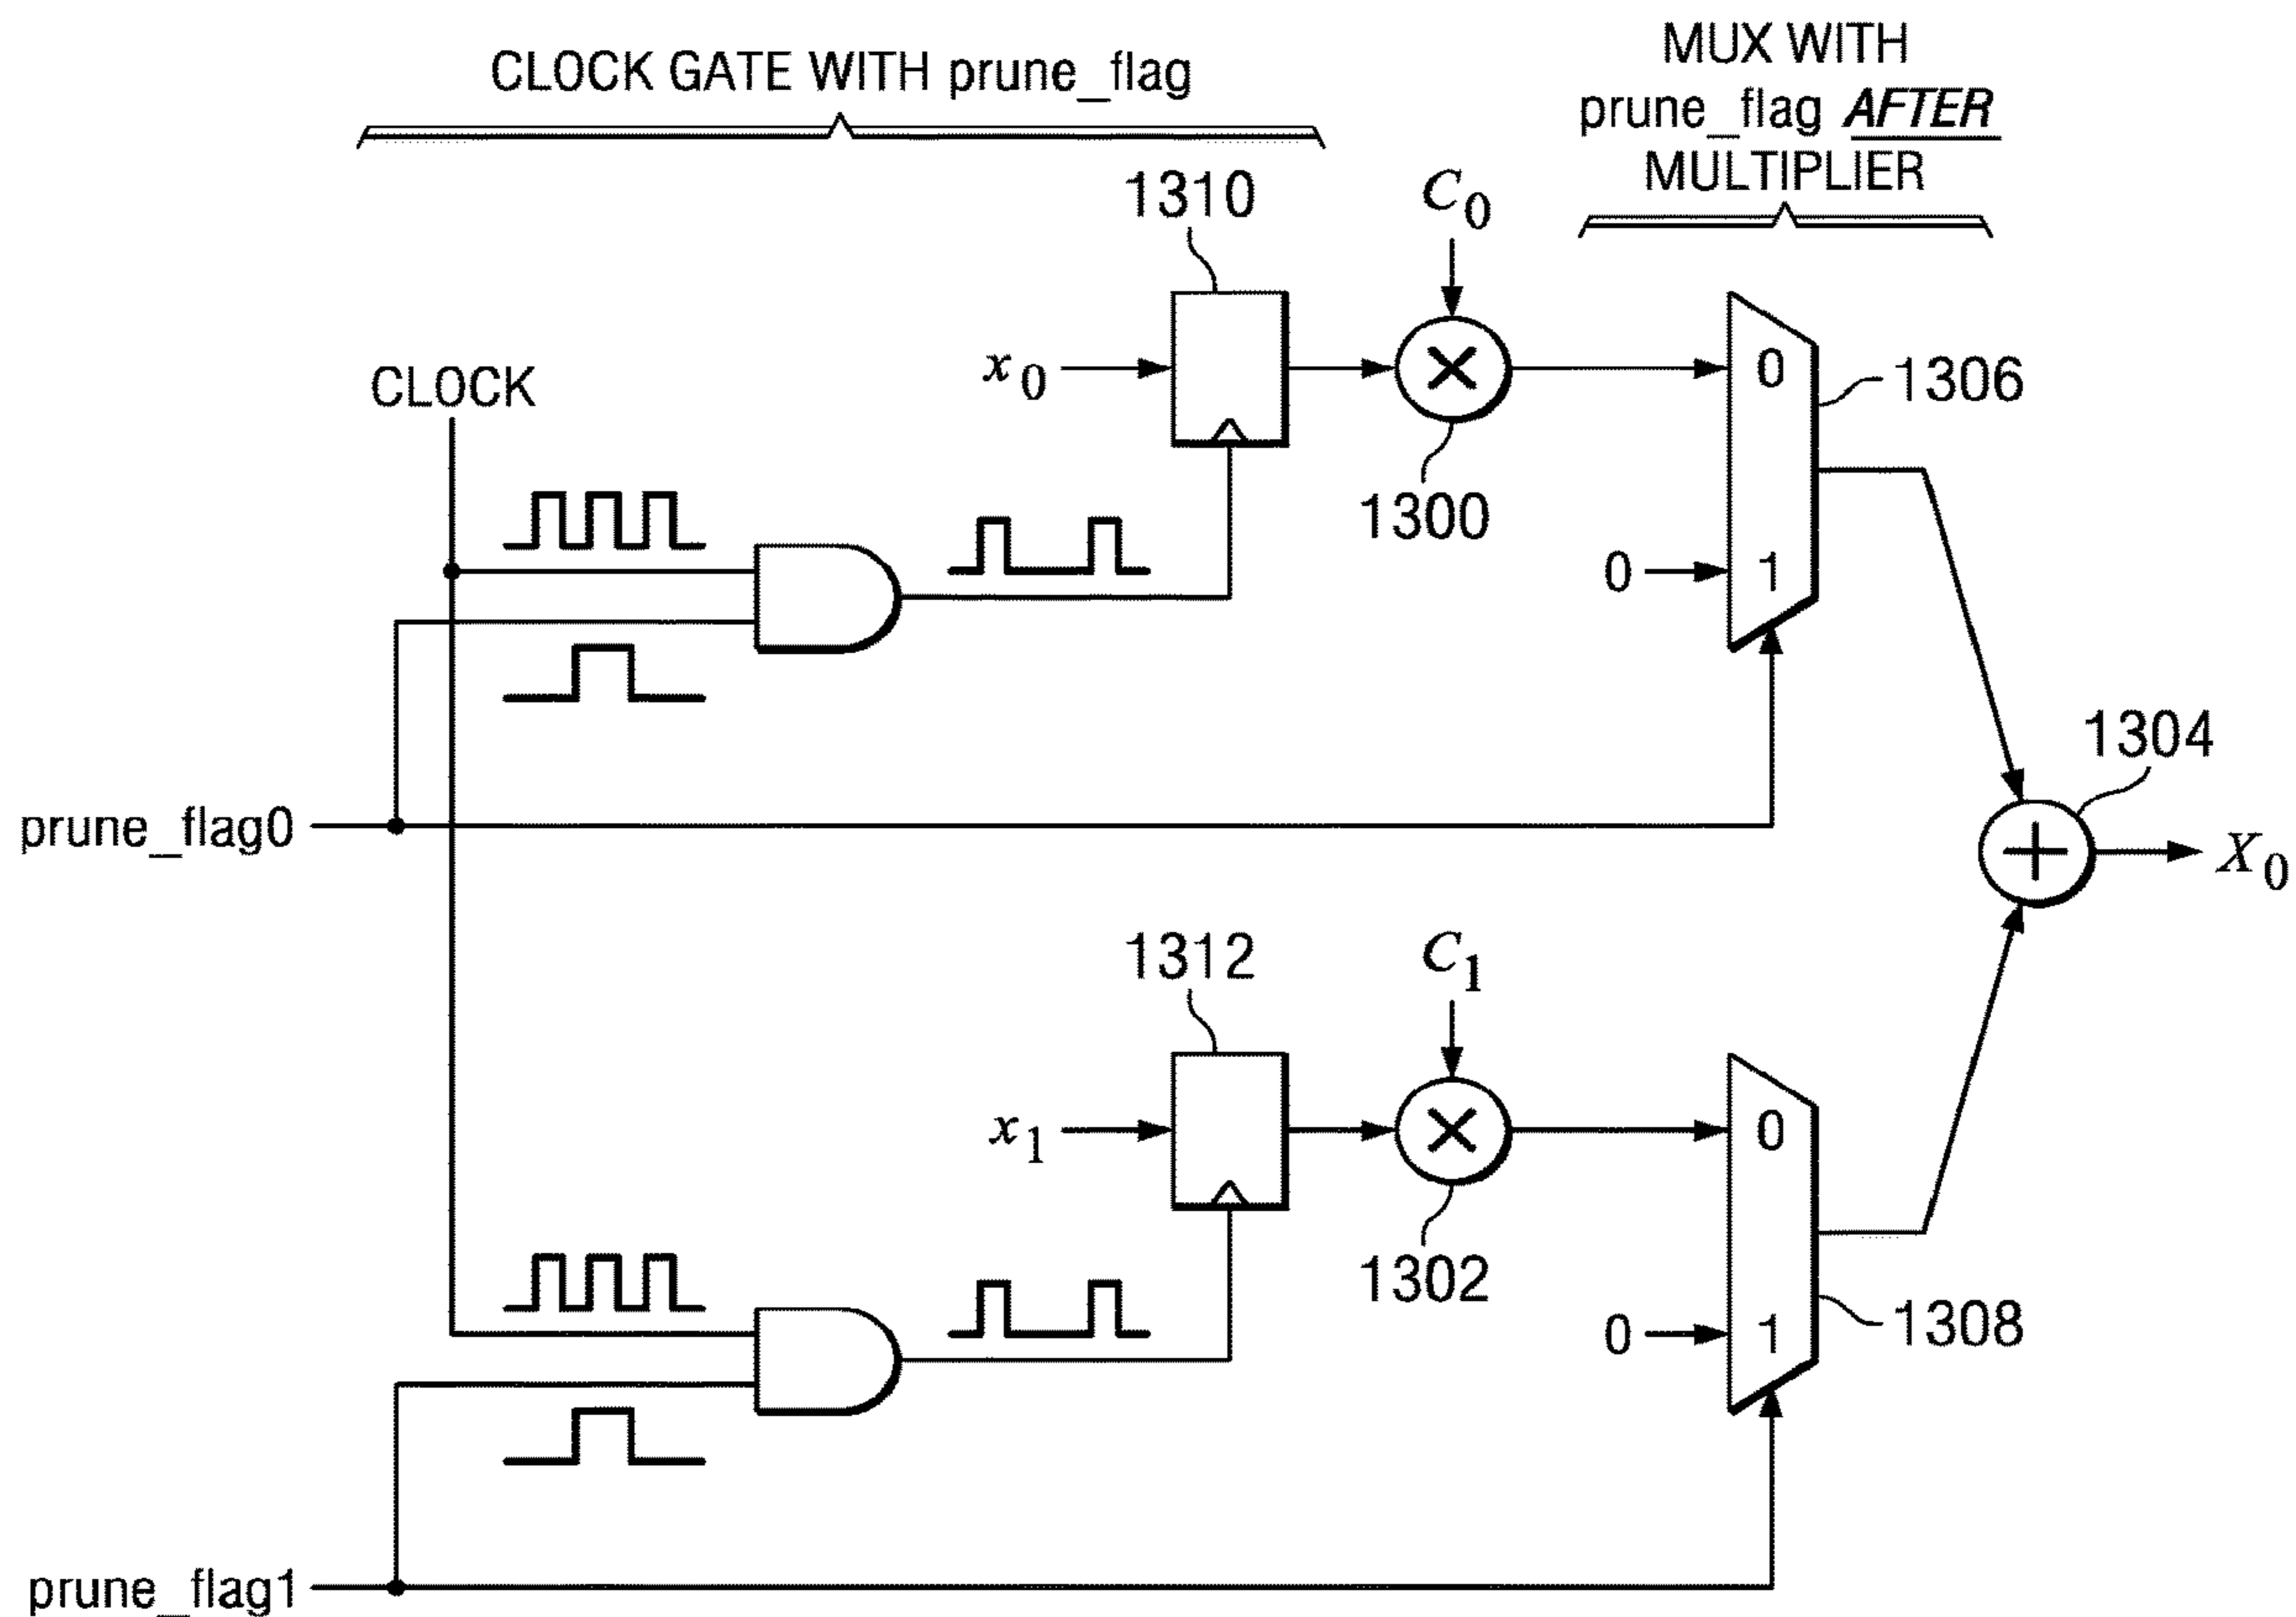 CLOCK GATE WITH prune_flag
MUX WITH
prune_flag AFTER
MULTIPLIER
1310
C0
x0
0
1306
CLOCK
1300
0
1
1304
prune_flag0
X0
1312
C1
x1
0
1302
0
1
1308
prune_flag1